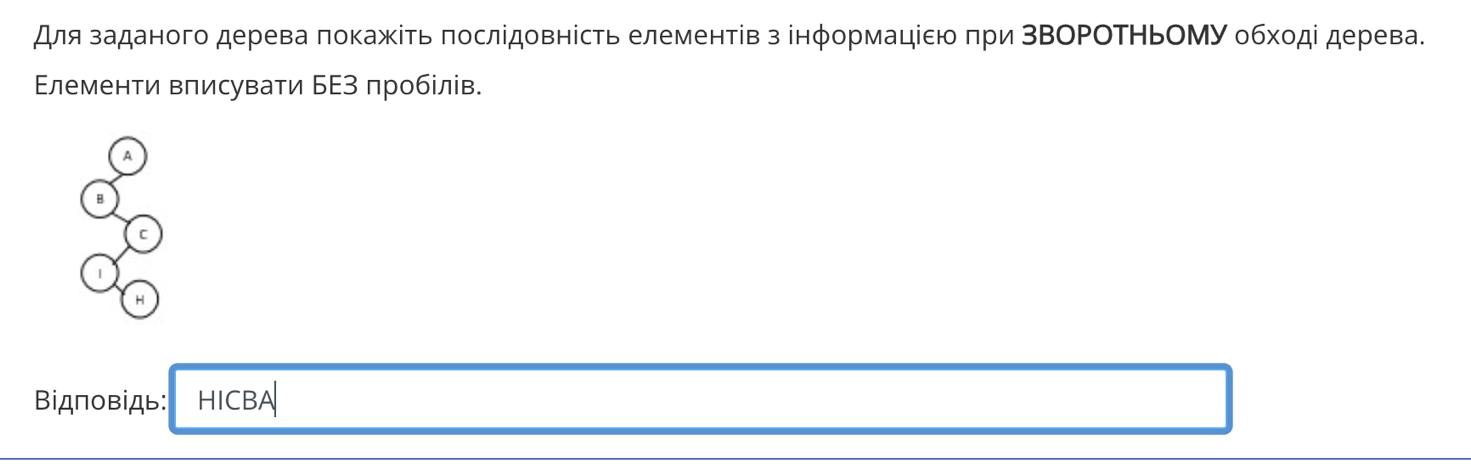 Для заданого дерева покажіть послідовність елементів з інформацією при ЗВОРОТНЬОМУ обході дерева.
Елементи вписувати БЕЗ пробілів.
A
B
C
I
H
Відповідь: HICBA